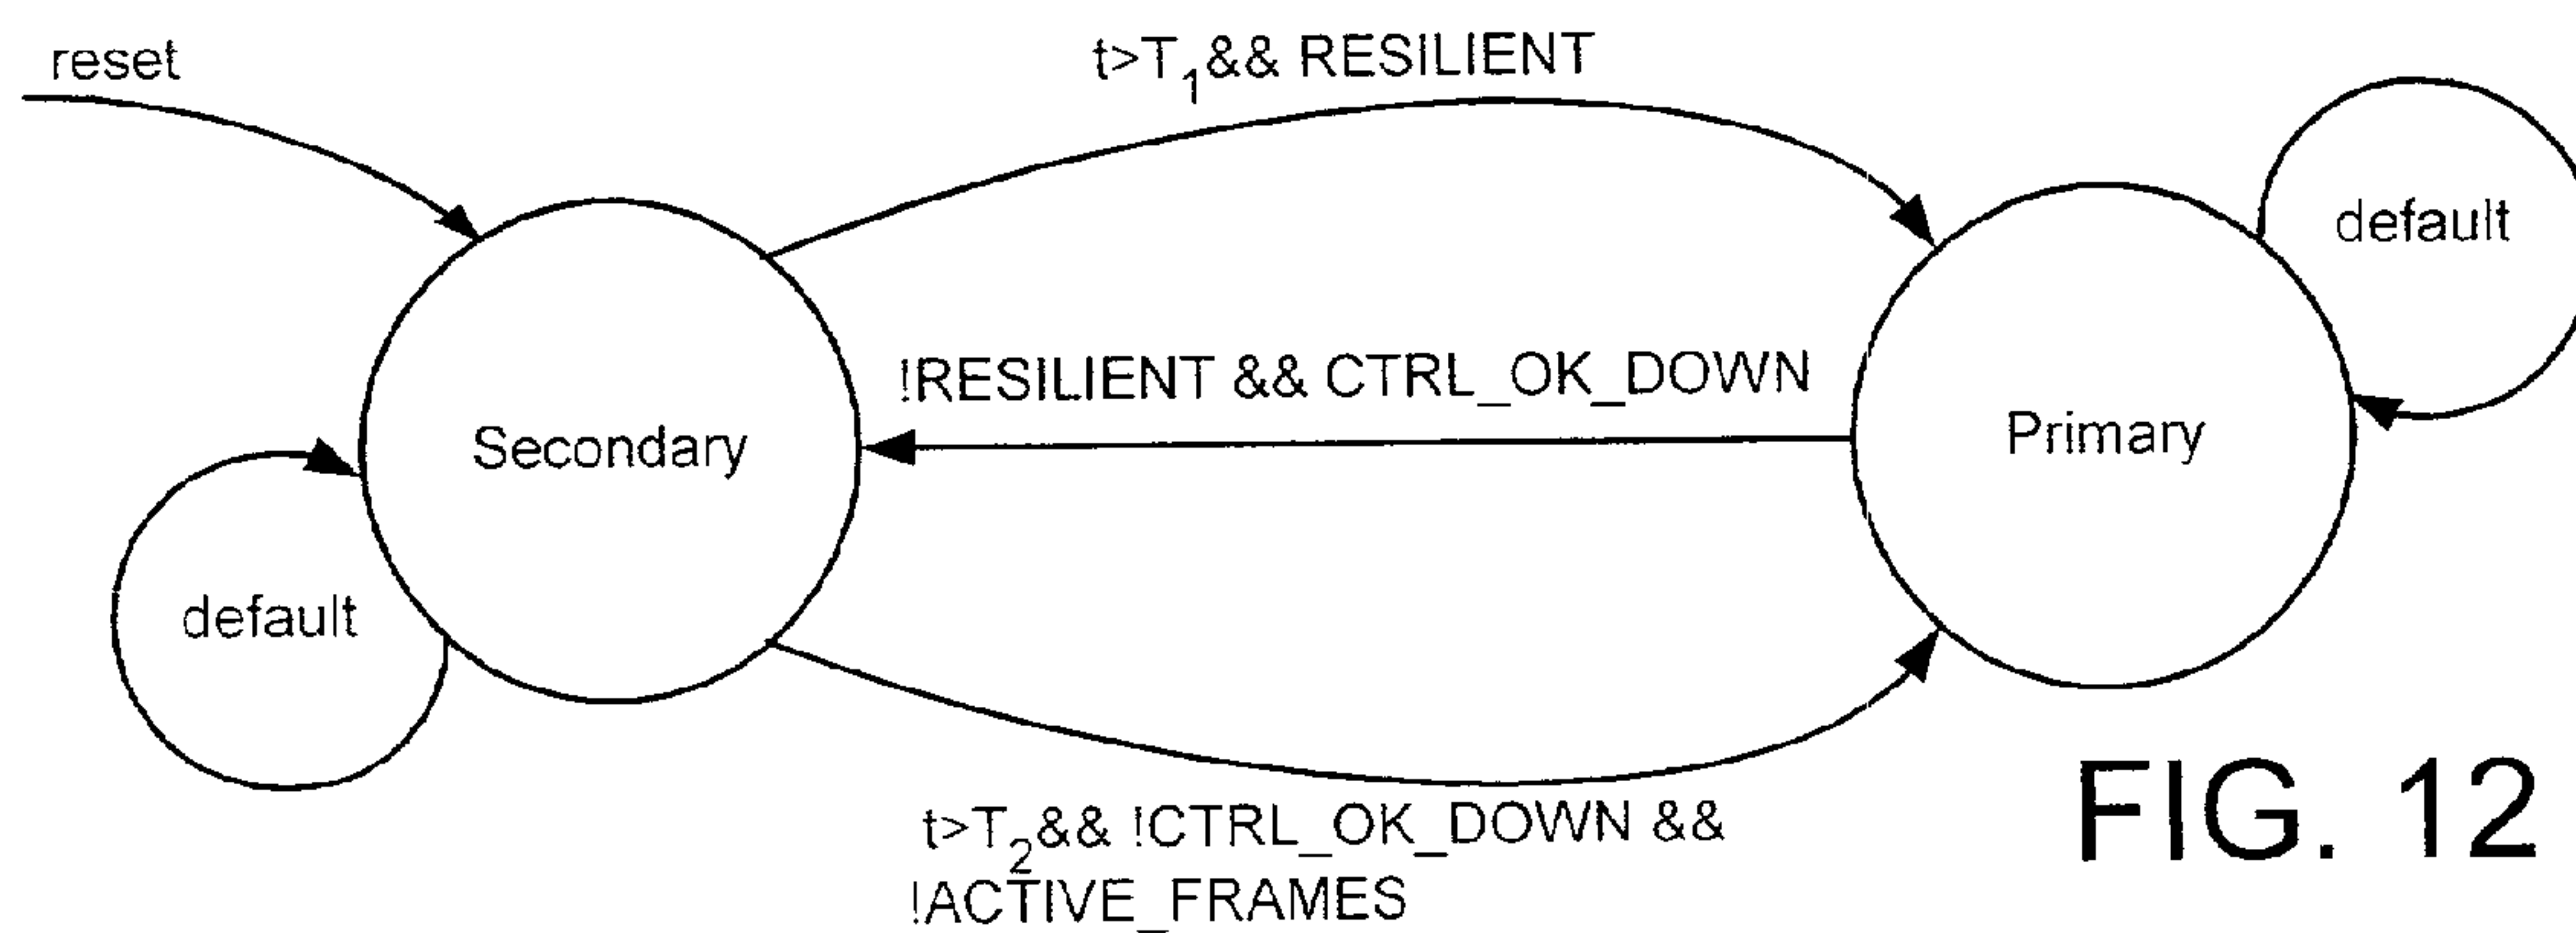 reset
t>T1&& RESILIENT
default
!RESILIENT && CTRL_OK_DOWN
Secondary
Primary
default
t>T2&& !CTRL_OK_DOWN &&
!ACTIVE_FRAMES
FIG. 12